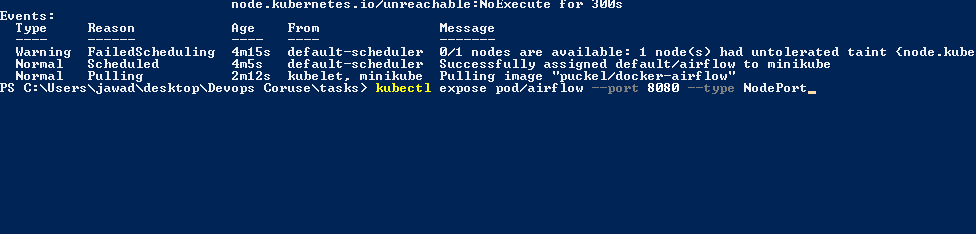 node.kubernetes.io/unreachable:NoExecute for 300s
Events:
Type Reason Age From Message
---- ------ ---- ---- -------
Warning FailedScheduling 4m15s default-scheduler 0/1 nodes are available: 1 node(s) had untolerated taint {node.kube
Normal Scheduled 4m5s default-scheduler Successfully assigned default/airflow to minikube
Normal Pulling 2m12s kubelet, minikube Pulling image "puckel/docker-airflow"
PS C:\Users\jawad\desktop\Devops Coruse\tasks> kubectl expose pod/airflow --port 8080 --type NodePort_